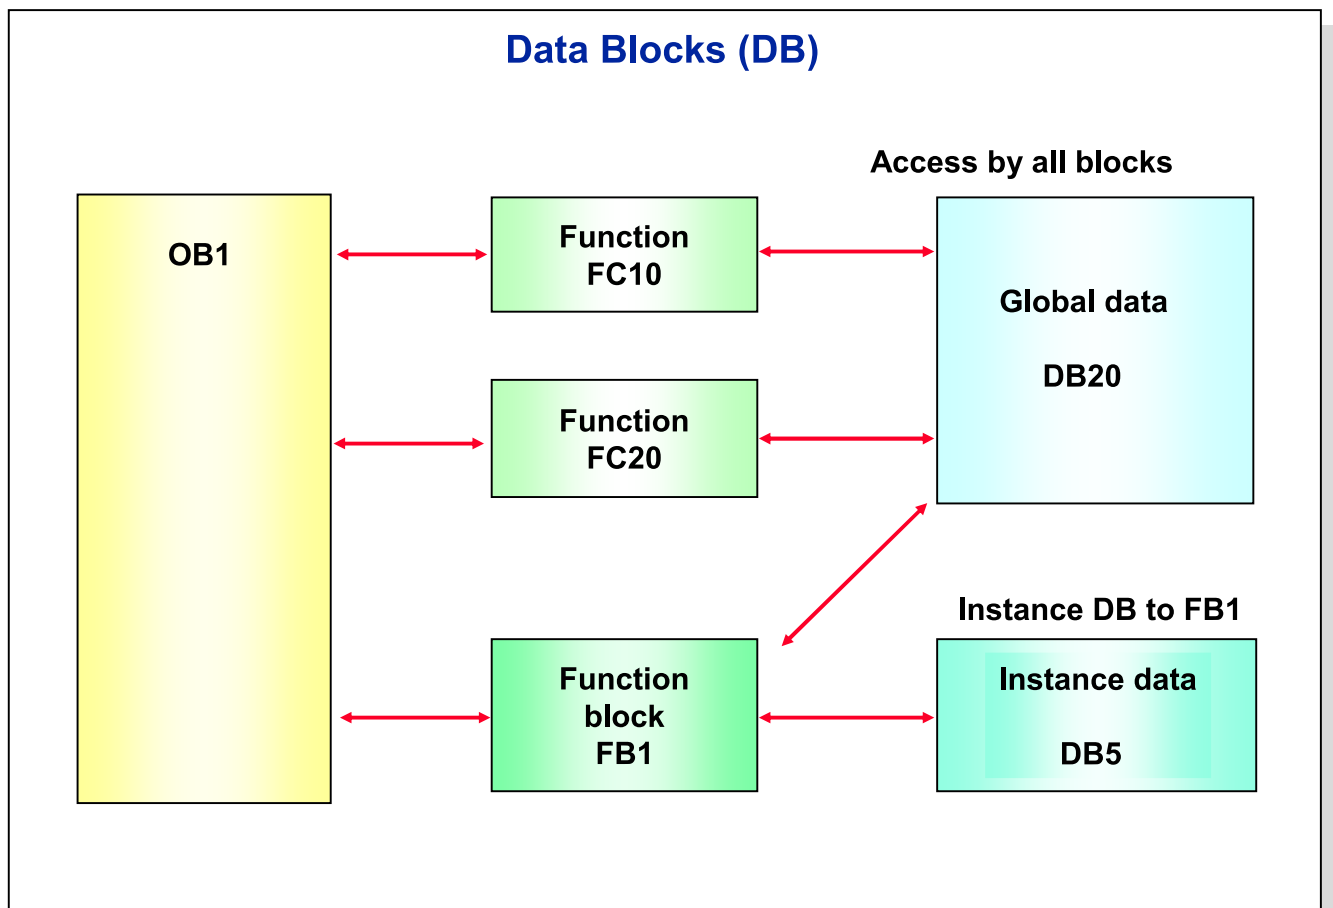 Data Blocks (DB)
Access by all blocks
OB1
Function
FC10
Global data
DB20
Function
FC20
Instance DB to FB1
Function
block
FB1
Instance data
DB5